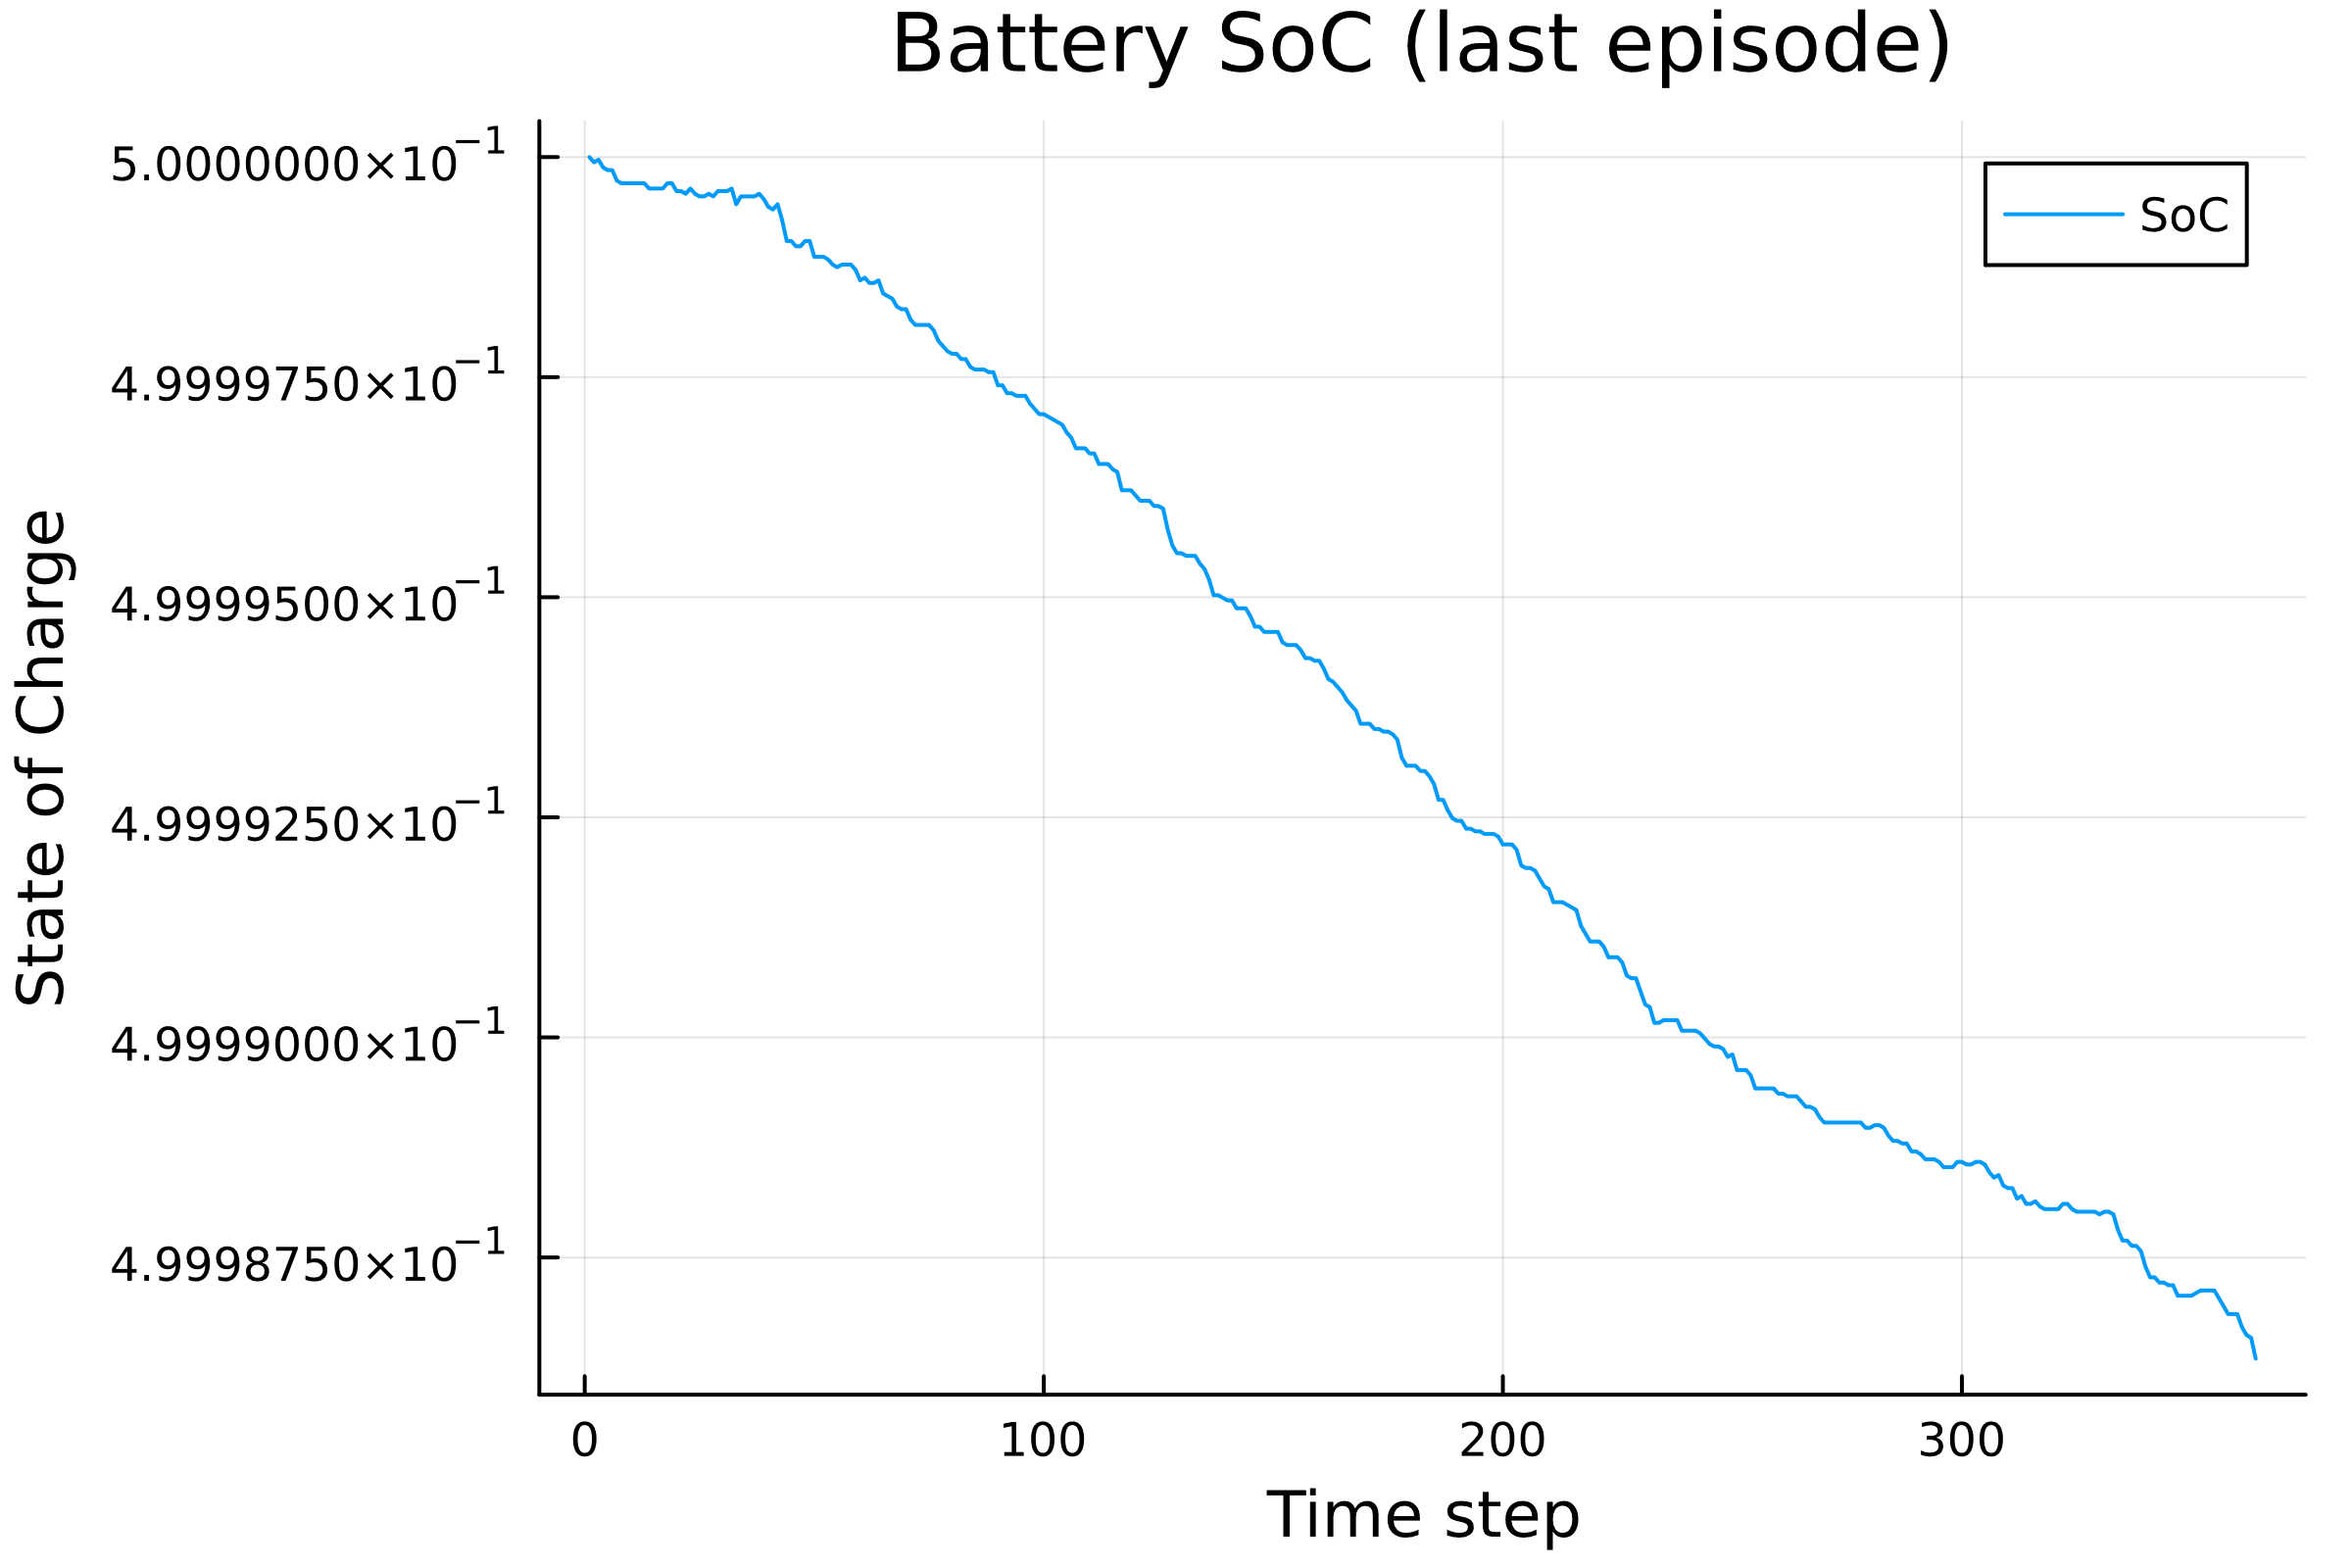 Battery SoC (last episode)
5.0000000×10⁻¹
4.9999750×10⁻¹
4.9999500×10⁻¹
4.9999250×10⁻¹
4.9999000×10⁻¹
4.9998750×10⁻¹
State of Charge
SoC
0 100 200 300
Time step